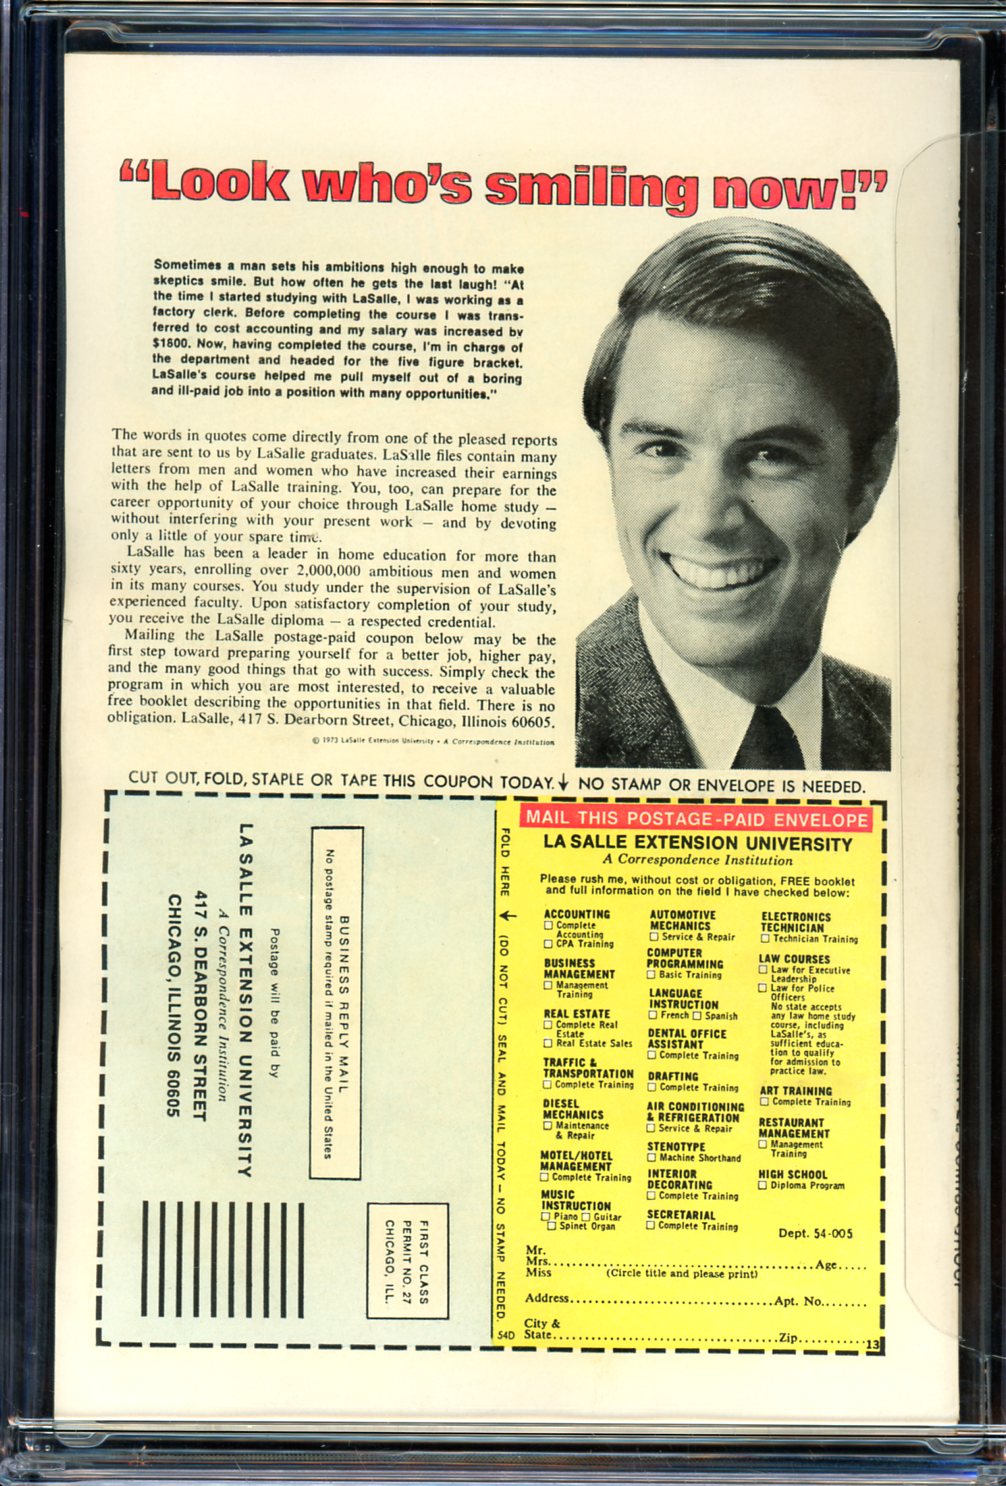 “Look who’s smiling now!”
Sometimes a man sets his ambitions high enough to make
skeptics smile. But how often he gets the last laugh! “At
the time I started studying with LaSalle, I was working as a
factory clerk. Before completing the course I was trans-
ferred to cost accounting and my salary was increased by
$1800. Now, having completed the course, I'm in charge of
the department and headed for the five figure bracket.
LaSalle's course helped me pull myself out of a boring
and ill-paid job into a position with many opportunities.”
The words in quotes come directly from one of the pleased reports
that are sent to us by LaSalle graduates. LaSalle files contain many
letters from men and women who have increased their earnings
with the help of LaSalle training. You, too, can prepare for the
career opportunity of your choice through LaSalle home study —
without interfering with your present work — and by devoting
only a little of your spare time.
LaSalle has been a leader in home education for more than
sixty years, enrolling over 2,000,000 ambitious men and women
in its many courses. You study under the supervision of LaSalle's
experienced faculty. Upon satisfactory completion of your study,
you receive the LaSalle diploma — a respected credential.
Mailing the LaSalle postage-paid coupon below may be the
first step toward preparing yourself for a better job, higher pay,
and the many good things that go with success. Simply check the
program in which you are most interested, to receive a valuable
free booklet describing the opportunities in that field. There is no
obligation. LaSalle, 417 S. Dearborn Street, Chicago, Illinois 60605.
© 1973 LaSalle Extension University • A Correspondence Institution
CUT OUT, FOLD, STAPLE OR TAPE THIS COUPON TODAY. ↓ NO STAMP OR ENVELOPE IS NEEDED.
BUSINESS REPLY MAIL
No postage stamp required if mailed in the United States
Postage will be paid by
LA SALLE EXTENSION UNIVERSITY
A Correspondence Institution
417 S. DEARBORN STREET
CHICAGO, ILLINOIS 60605
FIRST CLASS
PERMIT NO. 27
CHICAGO, ILL.
FOLD HERE ↓ (DO NOT CUT) SEAL AND MAIL TODAY — NO STAMP NEEDED.
54D
MAIL THIS POSTAGE-PAID ENVELOPE
LA SALLE EXTENSION UNIVERSITY
A Correspondence Institution
Please rush me, without cost or obligation, FREE booklet
and full information on the field I have checked below:
ACCOUNTING
☐ Complete
Accounting
☐ CPA Training
BUSINESS
MANAGEMENT
☐ Management
Training
REAL ESTATE
☐ Complete Real
Estate
☐ Real Estate Sales
TRAFFIC &
TRANSPORTATION
☐ Complete Training
DIESEL
MECHANICS
☐ Maintenance
& Repair
MOTEL/HOTEL
MANAGEMENT
☐ Complete Training
MUSIC
INSTRUCTION
☐ Piano ☐ Guitar
☐ Spinet Organ
AUTOMOTIVE
MECHANICS
☐ Service & Repair
COMPUTER
PROGRAMMING
☐ Basic Training
LANGUAGE
INSTRUCTION
☐ French ☐ Spanish
DENTAL OFFICE
ASSISTANT
☐ Complete Training
DRAFTING
☐ Complete Training
AIR CONDITIONING
& REFRIGERATION
☐ Service & Repair
STENOTYPE
☐ Machine Shorthand
INTERIOR
DECORATING
☐ Complete Training
SECRETARIAL
☐ Complete Training
ELECTRONICS
TECHNICIAN
☐ Technician Training
LAW COURSES
☐ Law for Executive
Leadership
☐ Law for Police
Officers
No state accepts
any law home study
course, including
LaSalle's, as
sufficient educa-
tion to qualify
for admission to
practice law.
ART TRAINING
☐ Complete Training
RESTAURANT
MANAGEMENT
☐ Management
Training
HIGH SCHOOL
☐ Diploma Program
Dept. 54-005
Mr.
Mrs.......Age.....
Miss (Circle title and please print)
Address.......Apt. No.......
City &
State.......Zip.......
13